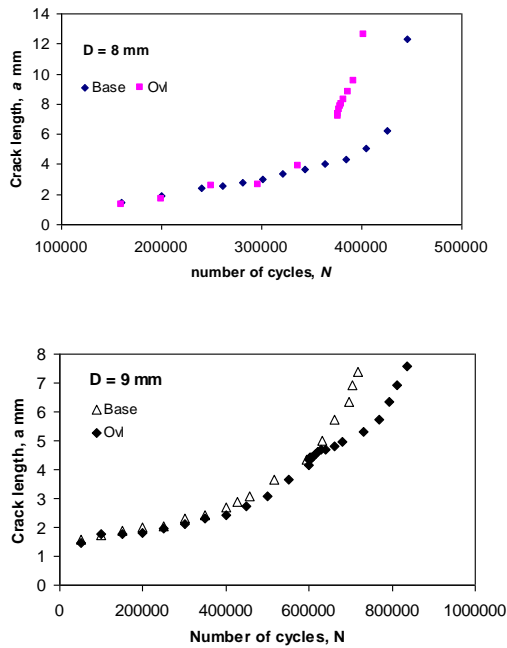 14
12
10
8
6
4
2
0
Crack length, a mm
D = 8 mm
Base Ovl
100000 200000 300000 400000 500000
number of cycles, N
8
7
6
5
4
3
2
1
0
Crack length, a mm
D = 9 mm
Base
Ovl
0 200000 400000 600000 800000 1000000
Number of cycles, N